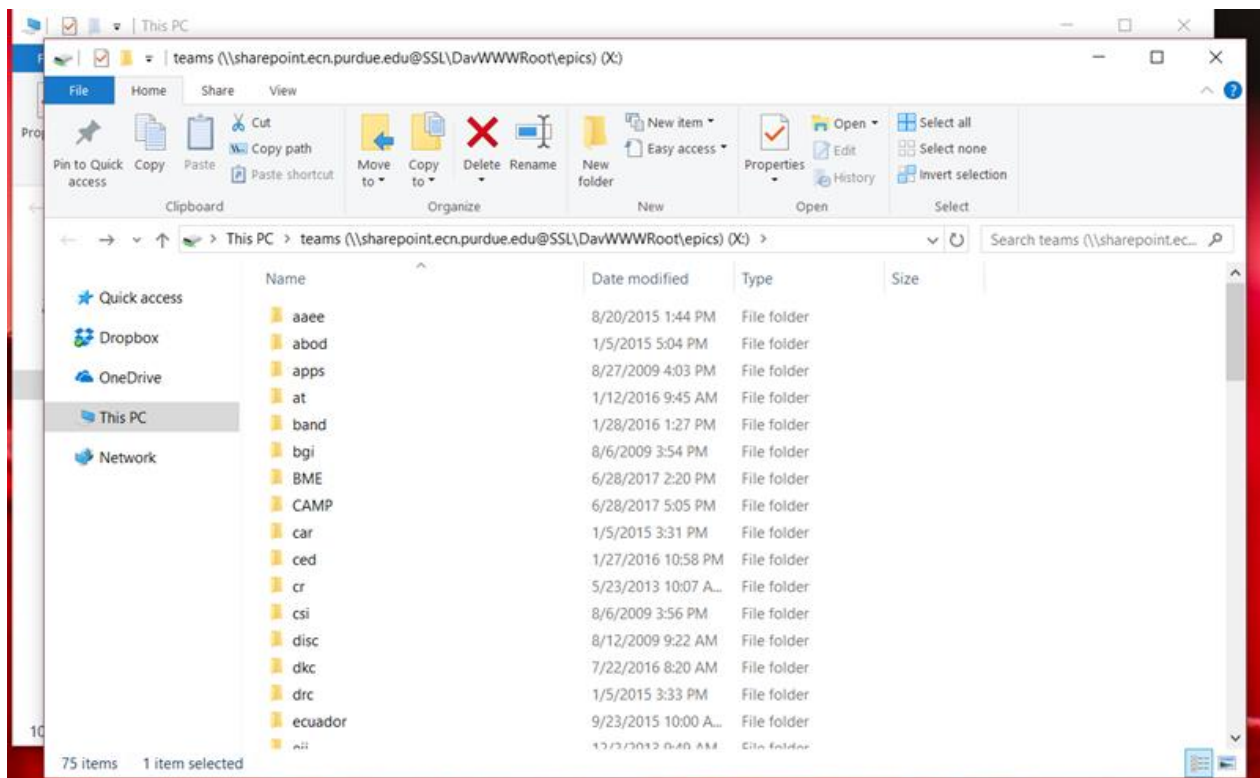 This PC
teams (\\sharepoint.ecn.purdue.edu@SSL\DavWWWRoot\epics) (X:)
File Home Share View
Pin to Quick access
Copy
Paste
Cut
Copy path
Paste shortcut
Move to
Copy to
Delete
Rename
New folder
New item
Easy access
Properties
Open
Edit
History
Select all
Select none
Invert selection
Clipboard Organize New Open Select
This PC > teams (\\sharepoint.ecn.purdue.edu@SSL\DavWWWRoot\epics) (X:) >
Search teams (\\sharepoint.ec...
Quick access
Dropbox
OneDrive
This PC
Network
Name Date modified Type Size
aaee 8/20/2015 1:44 PM File folder
abod 1/5/2015 5:04 PM File folder
apps 8/27/2009 4:03 PM File folder
at 1/12/2016 9:45 AM File folder
band 1/28/2016 1:27 PM File folder
bgi 8/6/2009 3:54 PM File folder
BME 6/28/2017 2:20 PM File folder
CAMP 6/28/2017 5:05 PM File folder
car 1/5/2015 3:31 PM File folder
ced 1/27/2016 10:58 PM File folder
cr 5/23/2013 10:07 A... File folder
csi 8/6/2009 3:56 PM File folder
disc 8/12/2009 9:22 AM File folder
dkc 7/22/2016 8:20 AM File folder
drc 1/5/2015 3:33 PM File folder
ecuador 9/23/2015 10:00 A... File folder
12/2/2013 9:49 AM File folder
75 items 1 item selected